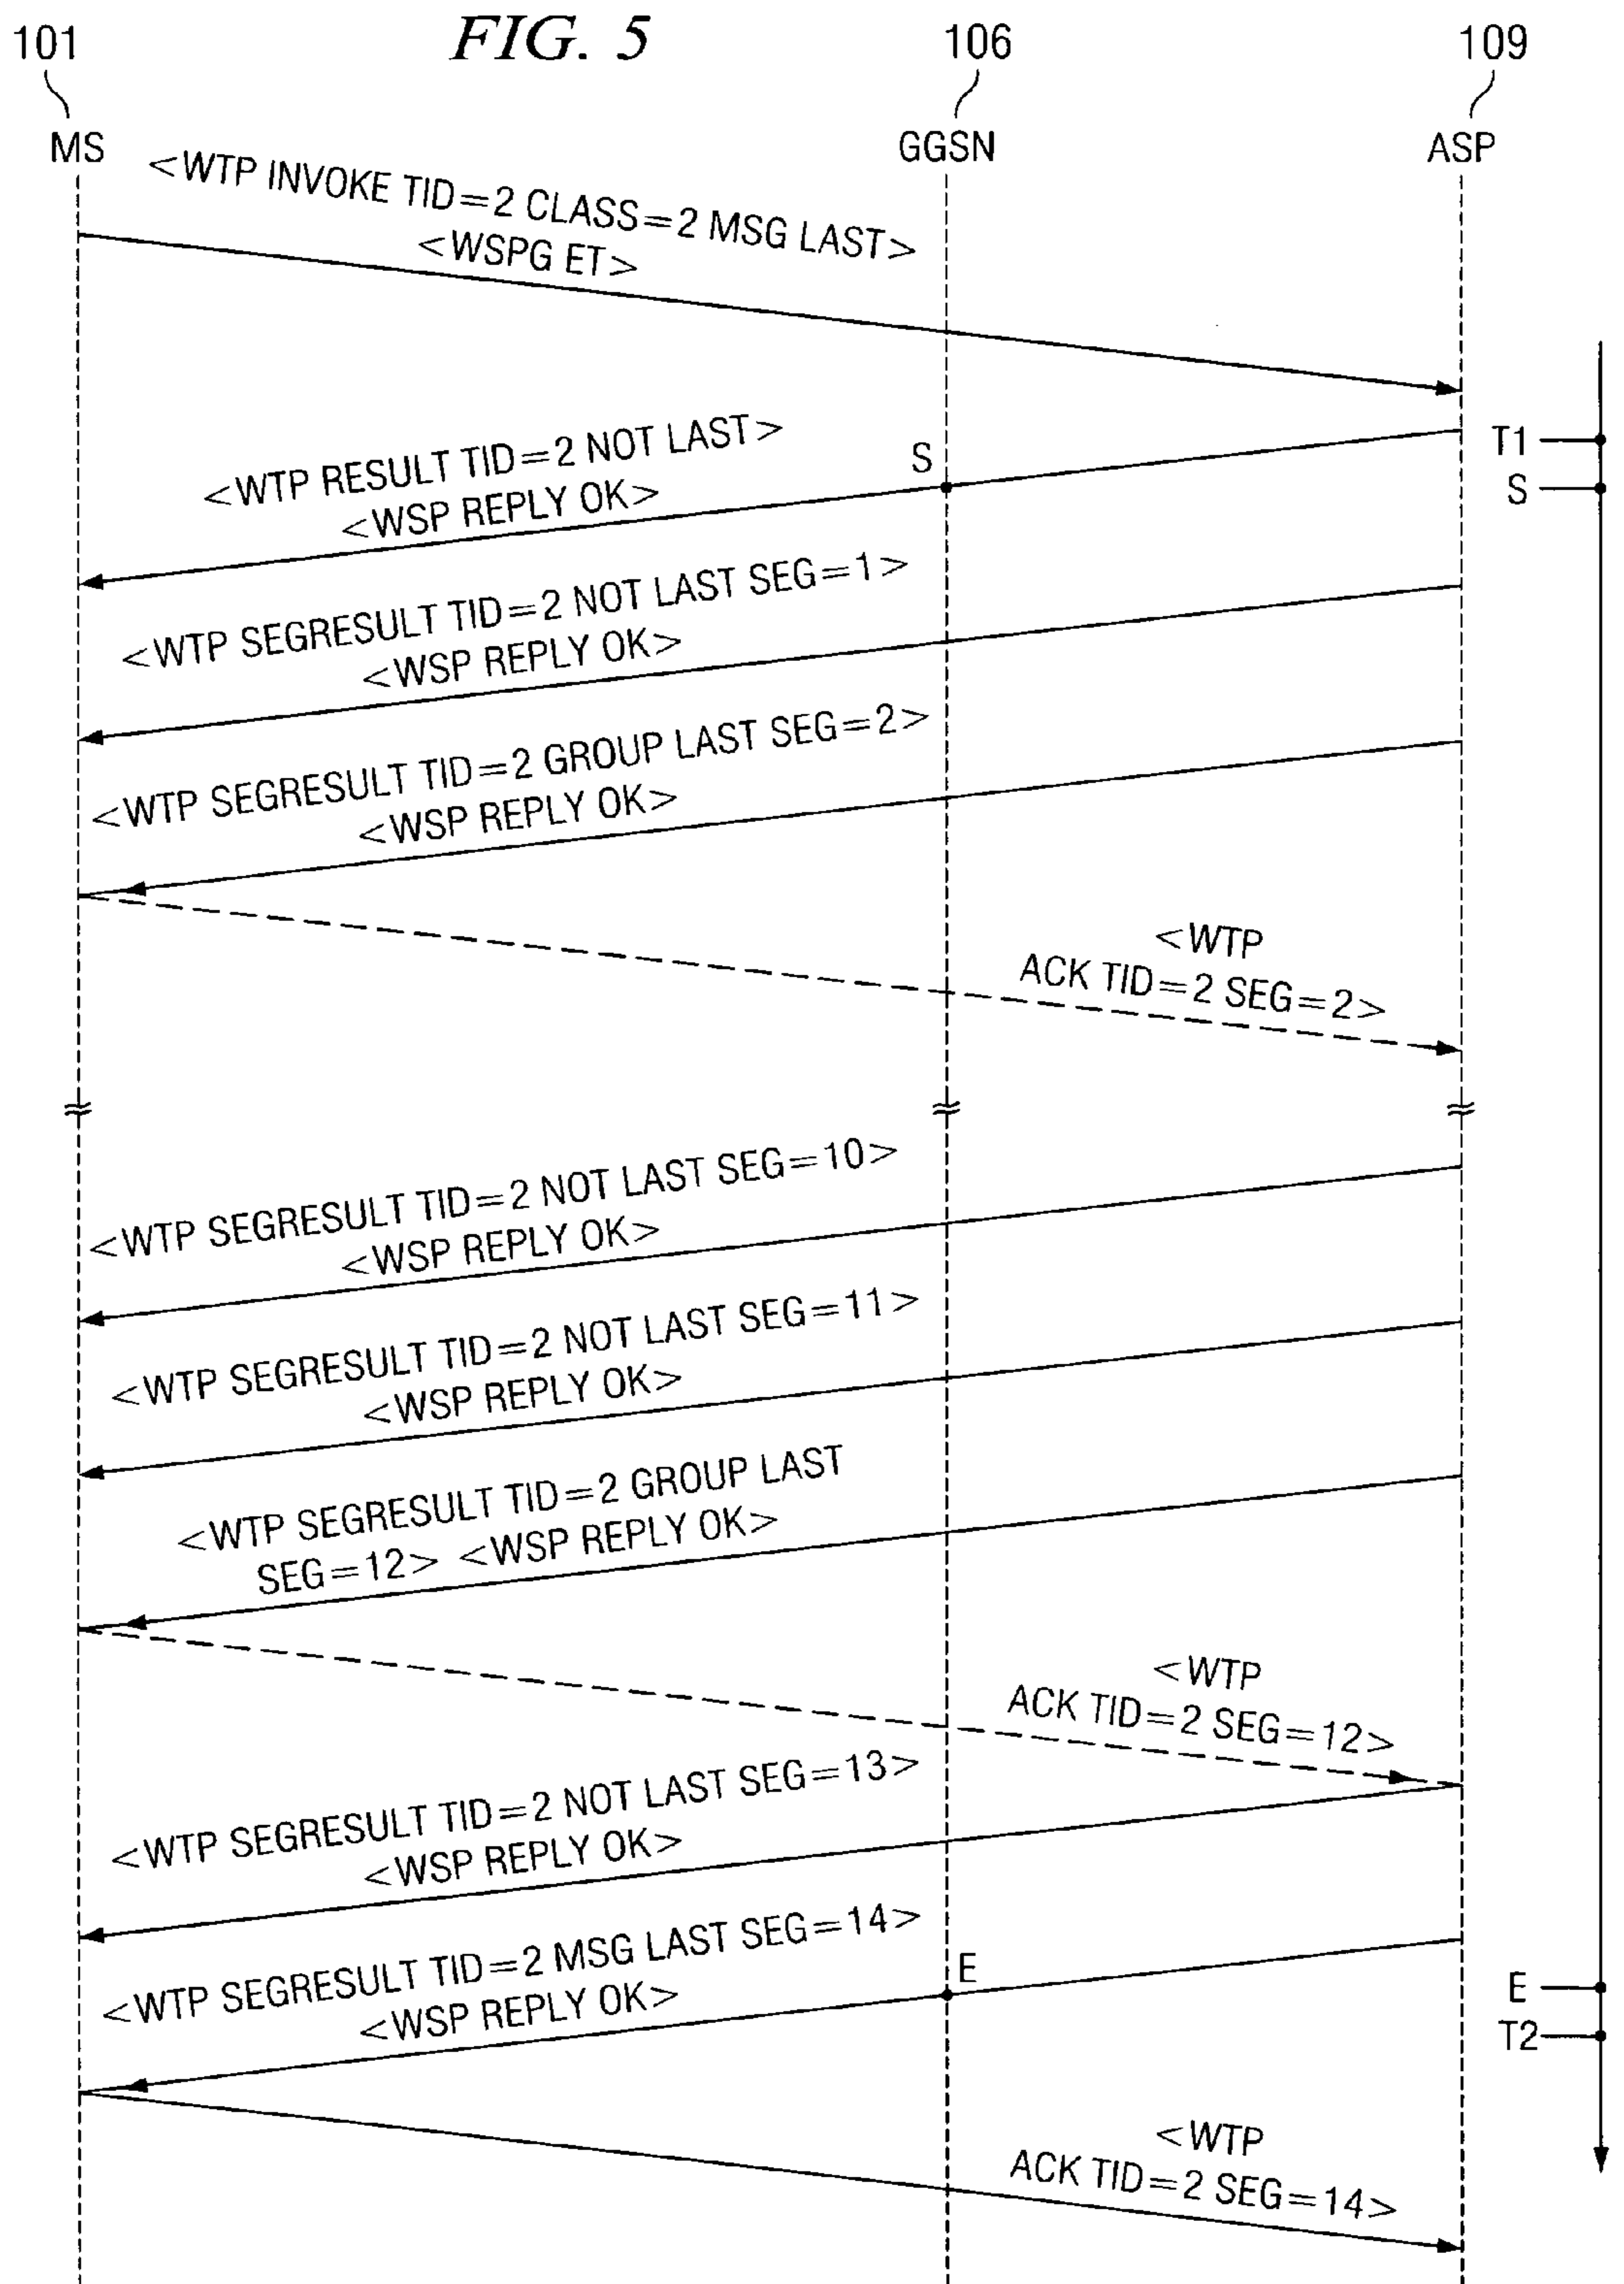 FIG. 5
101
106
109
MS
GGSN
ASP
<WTP INVOKE TID=2 CLASS=2 MSG LAST>
<WSPG ET>
<WTP RESULT TID=2 NOT LAST>
<WSP REPLY OK>
S
T1
S
<WTP SEGRESULT TID=2 NOT LAST SEG=1>
<WSP REPLY OK>
<WTP SEGRESULT TID=2 GROUP LAST SEG=2>
<WSP REPLY OK>
<WTP
ACK TID=2 SEG=2>
<WTP SEGRESULT TID=2 NOT LAST SEG=10>
<WSP REPLY OK>
<WTP SEGRESULT TID=2 NOT LAST SEG=11>
<WSP REPLY OK>
<WTP SEGRESULT TID=2 GROUP LAST
SEG=12> <WSP REPLY OK>
<WTP
ACK TID=2 SEG=12>
<WTP SEGRESULT TID=2 NOT LAST SEG=13>
<WSP REPLY OK>
<WTP SEGRESULT TID=2 MSG LAST SEG=14>
<WSP REPLY OK>
E
E
T2
<WTP
ACK TID=2 SEG=14>